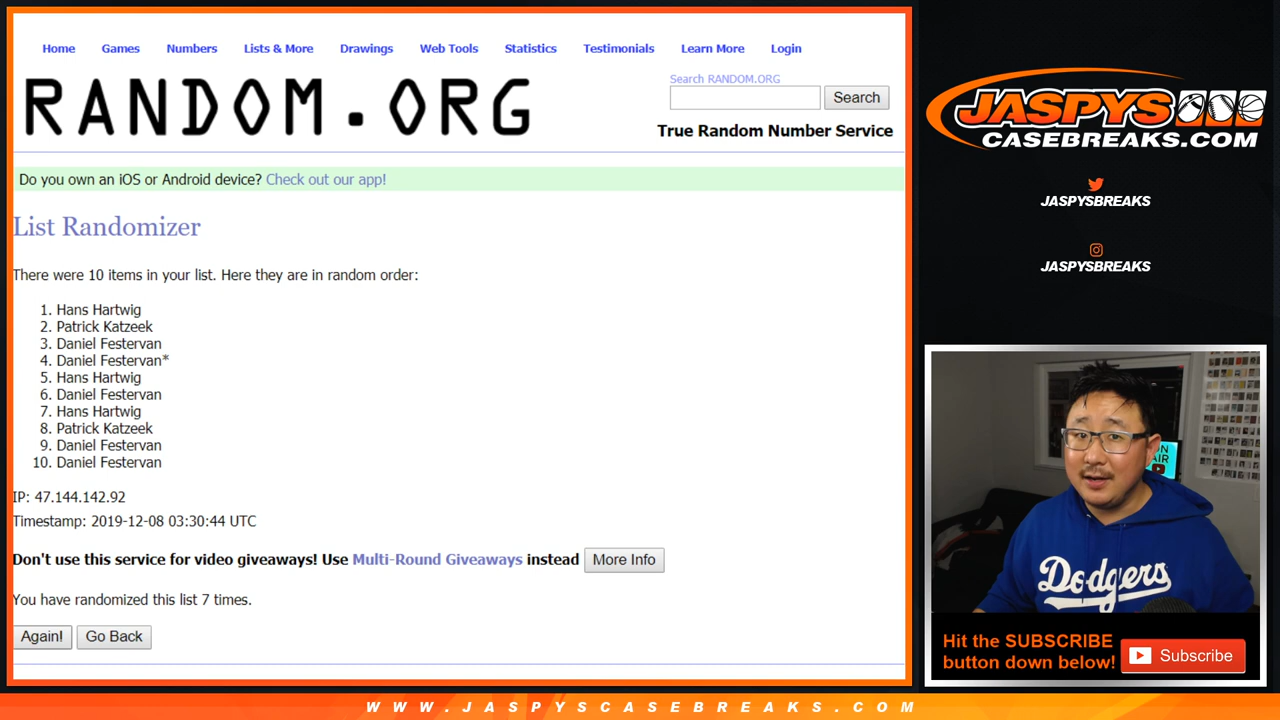 Home Games Numbers Lists & More Drawings Web Tools Statistics Testimonials Learn More Login
RANDOM.ORG
Search RANDOM.ORG
Search
True Random Number Service
Do you own an iOS or Android device? Check out our app!
List Randomizer
There were 10 items in your list. Here they are in random order:
1. Hans Hartwig
2. Patrick Katzeek
3. Daniel Festervan
4. Daniel Festervan*
5. Hans Hartwig
6. Daniel Festervan
7. Hans Hartwig
8. Patrick Katzeek
9. Daniel Festervan
10. Daniel Festervan
IP: 47.144.142.92
Timestamp: 2019-12-08 03:30:44 UTC
Don't use this service for video giveaways! Use Multi-Round Giveaways instead More Info
You have randomized this list 7 times.
Again! Go Back
JASPYS
CASEBREAKS.COM
JASPYSBREAKS
JASPYSBREAKS
ON
AIR
Dodgers
Hit the SUBSCRIBE
button down below!
Subscribe
WWW.JASPYSCASEBREAKS.COM